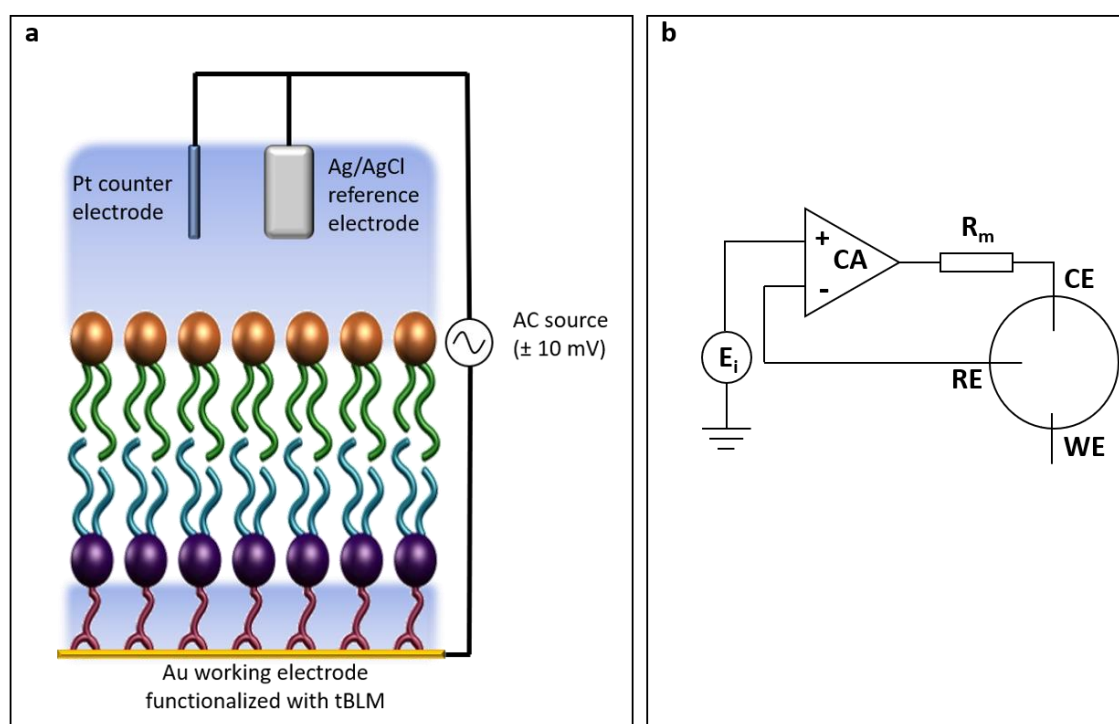 a
Pt counter
electrode
Ag/AgCl
reference
electrode
AC source
(± 10 mV)
Au working electrode
functionalized with tBLM
b
+
CA
-
Rm
CE
Ei
RE
WE